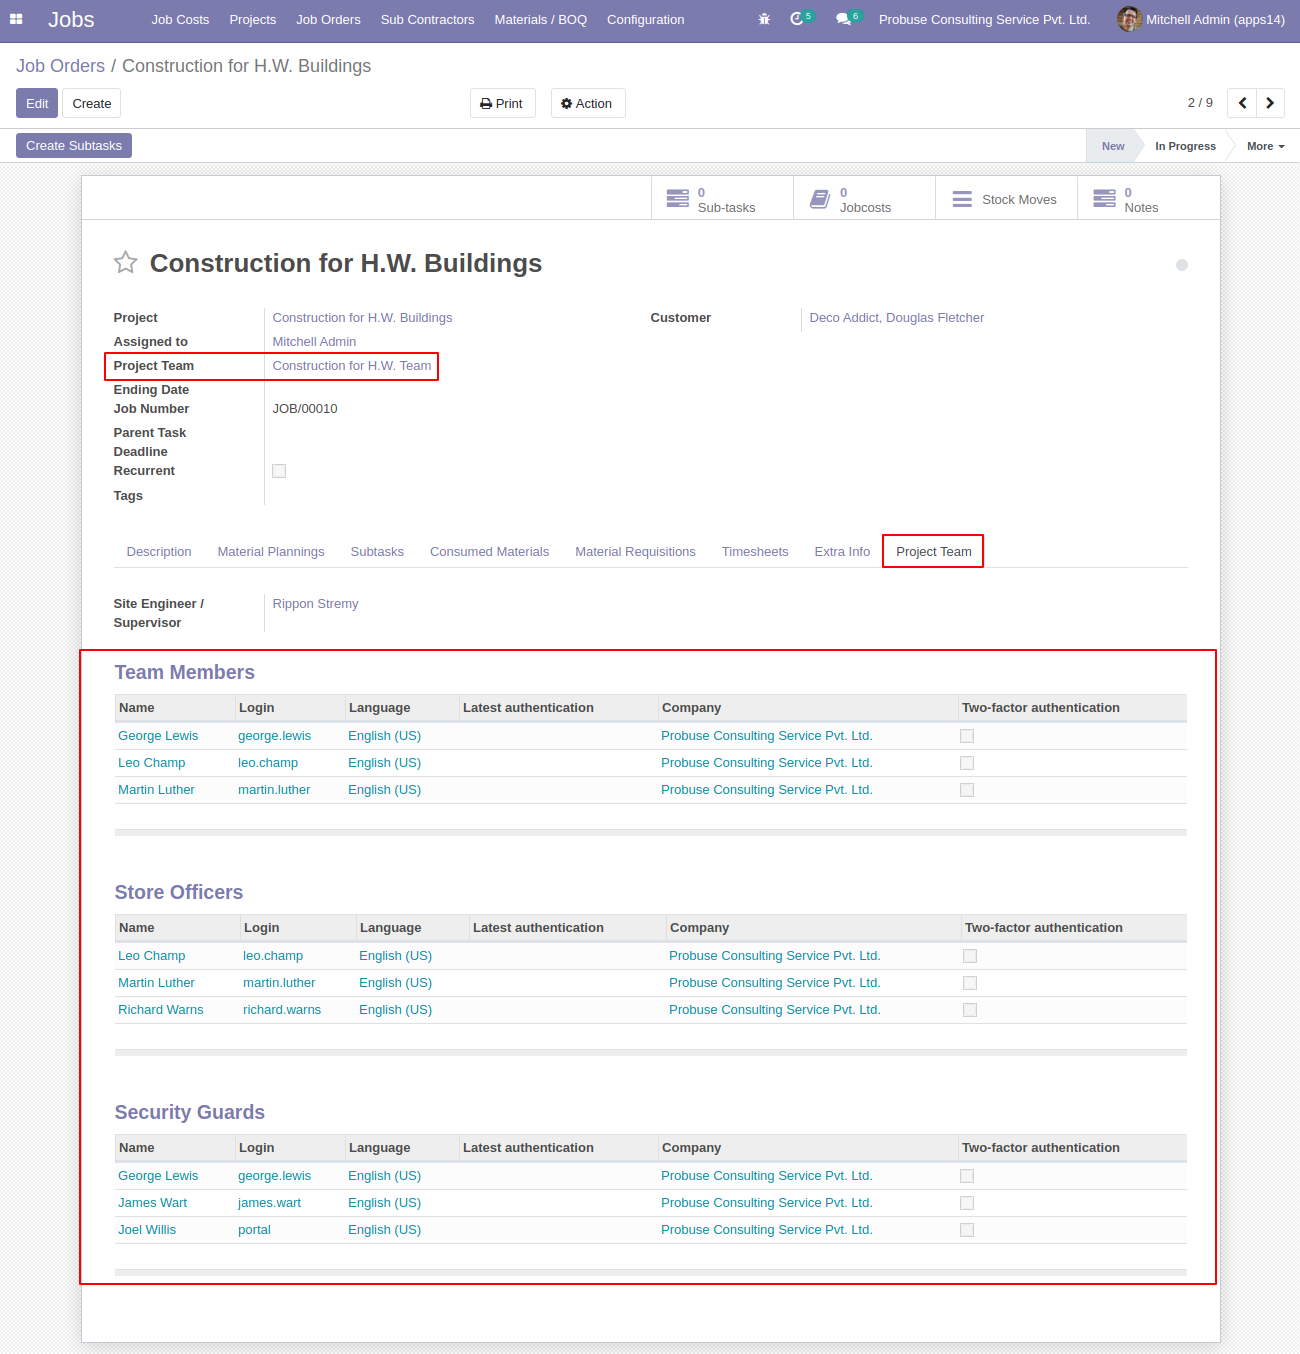 Jobs Job Costs Projects Job Orders Sub Contractors Materials / BOQ Configuration 5 6 Probuse Consulting Service Pvt. Ltd. Mitchell Admin (apps14)
Job Orders / Construction for H.W. Buildings
Edit Create Print Action 2 / 9
Create Subtasks New In Progress More
0 Sub-tasks 0 Jobcosts Stock Moves 0 Notes
Construction for H.W. Buildings
Project Construction for H.W. Buildings Customer Deco Addict, Douglas Fletcher
Assigned to Mitchell Admin
Project Team Construction for H.W. Team
Ending Date
Job Number JOB/00010
Parent Task
Deadline
Recurrent
Tags
Description Material Plannings Subtasks Consumed Materials Material Requisitions Timesheets Extra Info Project Team
Site Engineer / Rippon Stremy
Supervisor
Team Members
Name Login Language Latest authentication Company Two-factor authentication
George Lewis george.lewis English (US) Probuse Consulting Service Pvt. Ltd.
Leo Champ leo.champ English (US) Probuse Consulting Service Pvt. Ltd.
Martin Luther martin.luther English (US) Probuse Consulting Service Pvt. Ltd.
Store Officers
Name Login Language Latest authentication Company Two-factor authentication
Leo Champ leo.champ English (US) Probuse Consulting Service Pvt. Ltd.
Martin Luther martin.luther English (US) Probuse Consulting Service Pvt. Ltd.
Richard Warns richard.warns English (US) Probuse Consulting Service Pvt. Ltd.
Security Guards
Name Login Language Latest authentication Company Two-factor authentication
George Lewis george.lewis English (US) Probuse Consulting Service Pvt. Ltd.
James Wart james.wart English (US) Probuse Consulting Service Pvt. Ltd.
Joel Willis portal English (US) Probuse Consulting Service Pvt. Ltd.